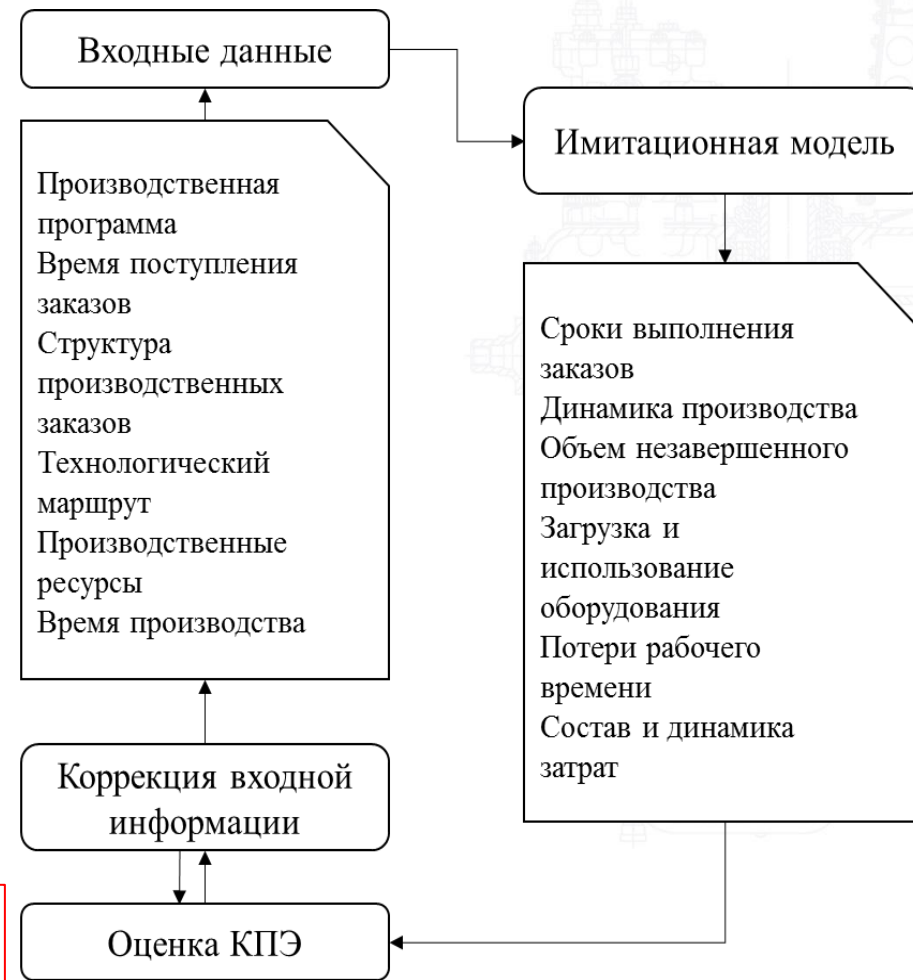 Входные данные
Имитационная модель
Производственная
программа
Время поступления
заказов
Структура
производственных
заказов
Технологический
маршрут
Производственные
ресурсы
Время производства
Сроки выполнения
заказов
Динамика производства
Объем незавершенного
производства
Загрузка и
использование
оборудования
Потери рабочего
времени
Состав и динамика
затрат
Коррекция входной
информации
Оценка КПЭ